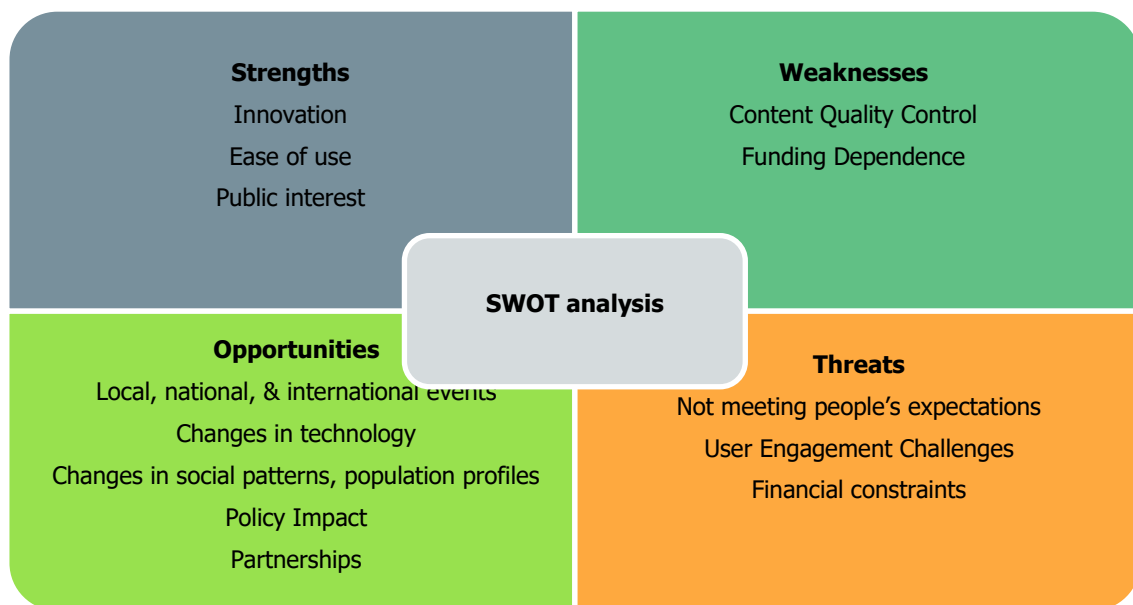 Strengths
Innovation
Ease of use
Public interest
Weaknesses
Content Quality Control
Funding Dependence
SWOT analysis
Opportunities
Local, national, & international events
Changes in technology
Changes in social patterns, population profiles
Policy Impact
Partnerships
Threats
Not meeting people’s expectations
User Engagement Challenges
Financial constraints